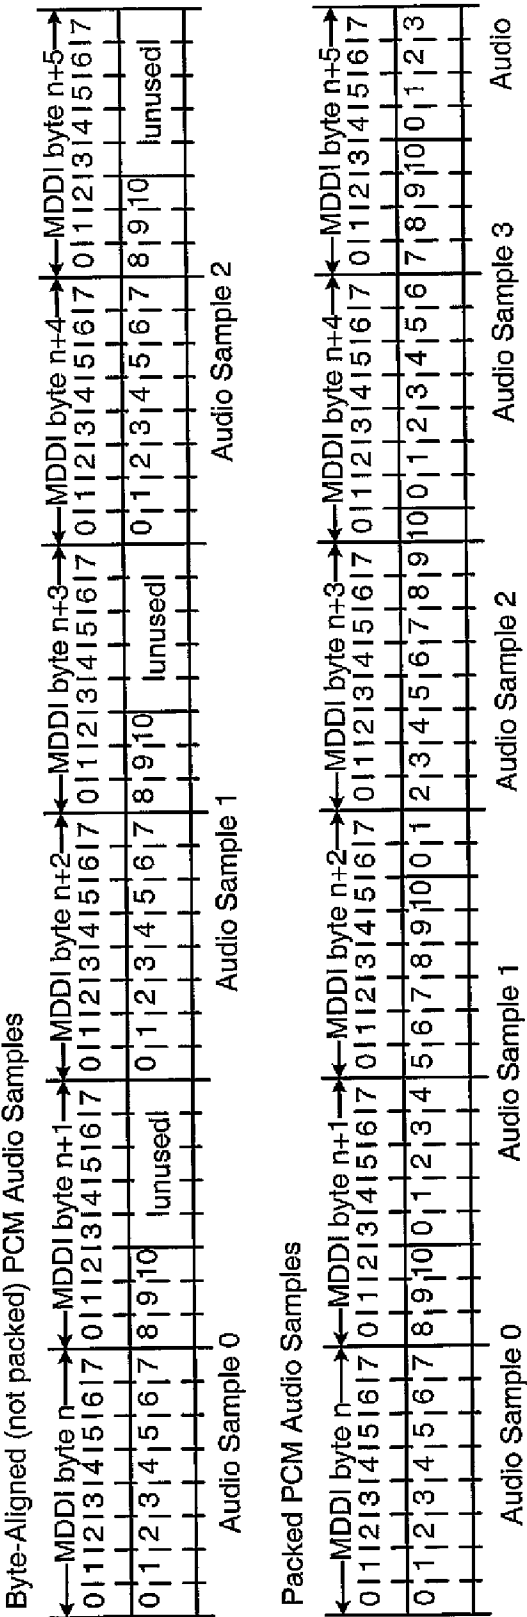 Byte-Aligned (not packed) PCM Audio Samples
MDDI byte n MDDI byte n+1 MDDI byte n+2 MDDI byte n+3 MDDI byte n+4 MDDI byte n+5
0 1 2 3 4 5 6 7 0 1 2 3 4 5 6 7 0 1 2 3 4 5 6 7 0 1 2 3 4 5 6 7 0 1 2 3 4 5 6 7 0 1 2 3 4 5 6 7
0 1 2 3 4 5 6 7 8 9 10 unused 0 1 2 3 4 5 6 7 8 9 10 unused 0 1 2 3 4 5 6 7 8 9 10 unused
Audio Sample 0 Audio Sample 1 Audio Sample 2
Packed PCM Audio Samples
MDDI byte n MDDI byte n+1 MDDI byte n+2 MDDI byte n+3 MDDI byte n+4 MDDI byte n+5
0 1 2 3 4 5 6 7 0 1 2 3 4 5 6 7 0 1 2 3 4 5 6 7 0 1 2 3 4 5 6 7 0 1 2 3 4 5 6 7 0 1 2 3 4 5 6 7
0 1 2 3 4 5 6 7 8 9 10 0 1 2 3 4 5 6 7 8 9 10 0 1 2 3 4 5 6 7 8 9 10 0 1 2 3 4 5 6 7 8 9 10 0 1 2 3
Audio Sample 0 Audio Sample 1 Audio Sample 2 Audio Sample 3 Audio